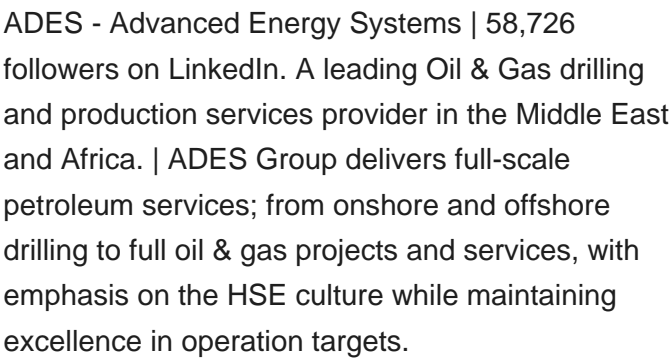 ADES - Advanced Energy Systems | 58,726
followers on LinkedIn. A leading Oil & Gas drilling
and production services provider in the Middle East
and Africa. | ADES Group delivers full-scale
petroleum services; from onshore and offshore
drilling to full oil & gas projects and services, with
emphasis on the HSE culture while maintaining
excellence in operation targets.